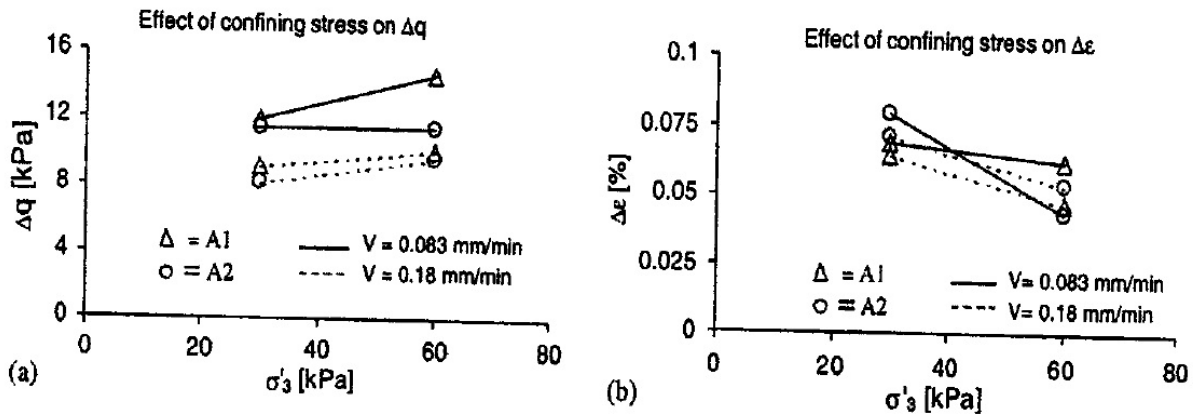 Effect of confining stress on Δq
16
12
8
4
0
Δq [kPa]
Δ = A1
O = A2
V = 0.083 mm/min
V = 0.18 mm/min
0 20 40 60 80
σ'3 [kPa]
(a)
Effect of confining stress on Δε
0.1
0.075
0.05
0.025
0
Δε [%]
Δ = A1
O = A2
V= 0.083 mm/min
V= 0.18 mm/min
0 20 40 60 80
σ'3 [kPa]
(b)